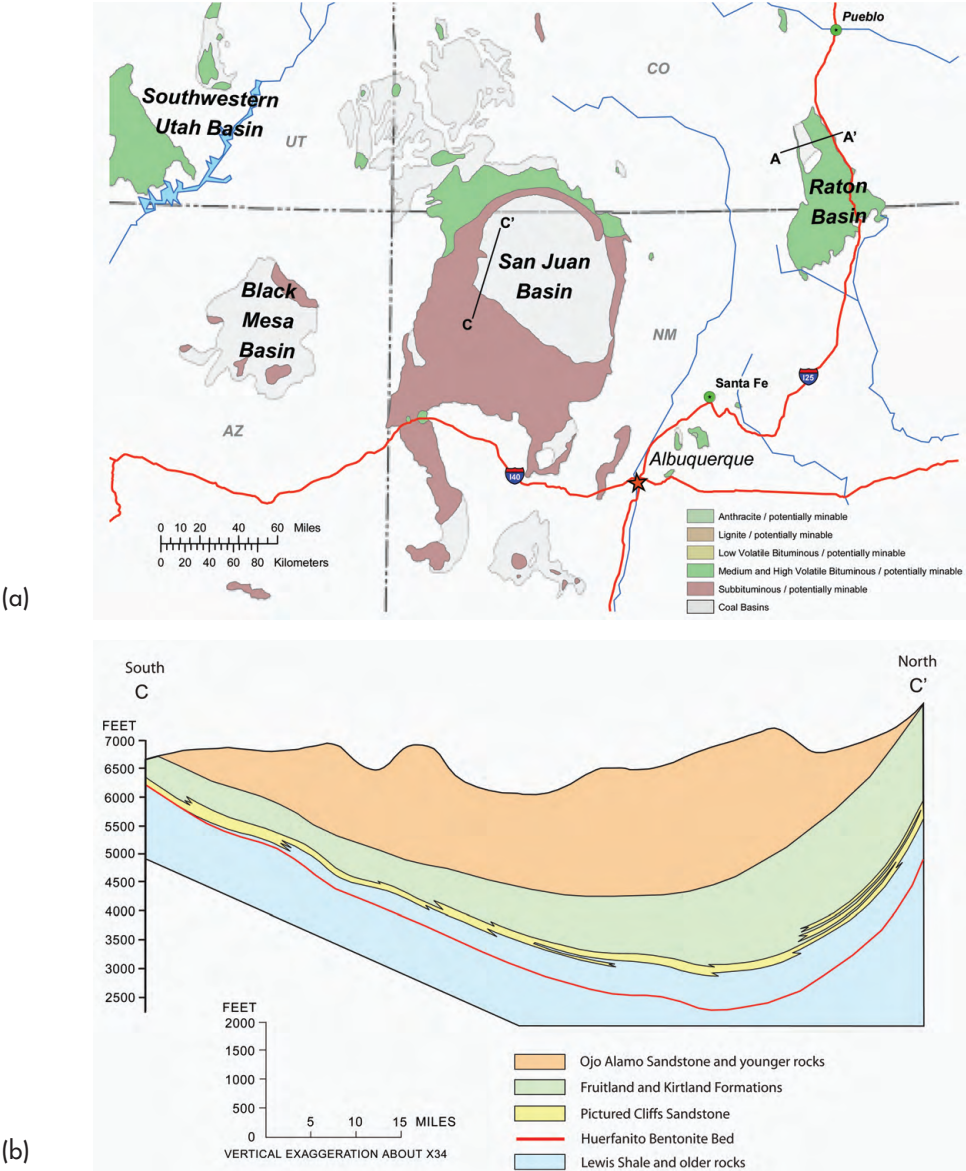 Pueblo
CO
Southwestern
Utah Basin
UT
A
A'
Raton
Basin
C'
San Juan
Basin
Black
Mesa
Basin
C
NM
125
Santa Fe
AZ
Albuquerque
140
0 10 20 40 60 Miles
0 20 40 60 80 Kilometers
Anthracite / potentially minable
Lignite / potentially minable
Low Volatile Bituminous / potentially minable
Medium and High Volatile Bituminous / potentially minable
Subbituminous / potentially minable
Coal Basins
(a)
South
C
North
C'
FEET
7000
6500
6000
5500
5000
4500
4000
3500
3000
2500
FEET
2000
1500
1000
500
0
5 10 15 MILES
VERTICAL EXAGGERATION ABOUT X34
Ojo Alamo Sandstone and younger rocks
Fruitland and Kirtland Formations
Pictured Cliffs Sandstone
Huerfanito Bentonite Bed
Lewis Shale and older rocks
(b)